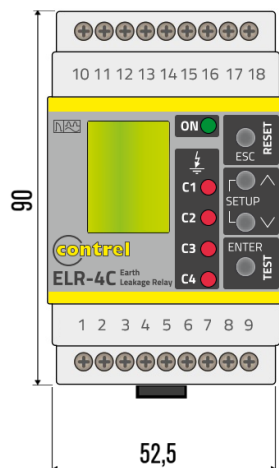 10 11 12 13 14 15 16 17 18
ON
RESET
ESC
C1
C2
SETUP
C3
ENTER
C4
TEST
contrel
ELR-4C Earth Leakage Relay
1 2 3 4 5 6 7 8 9
90
52,5